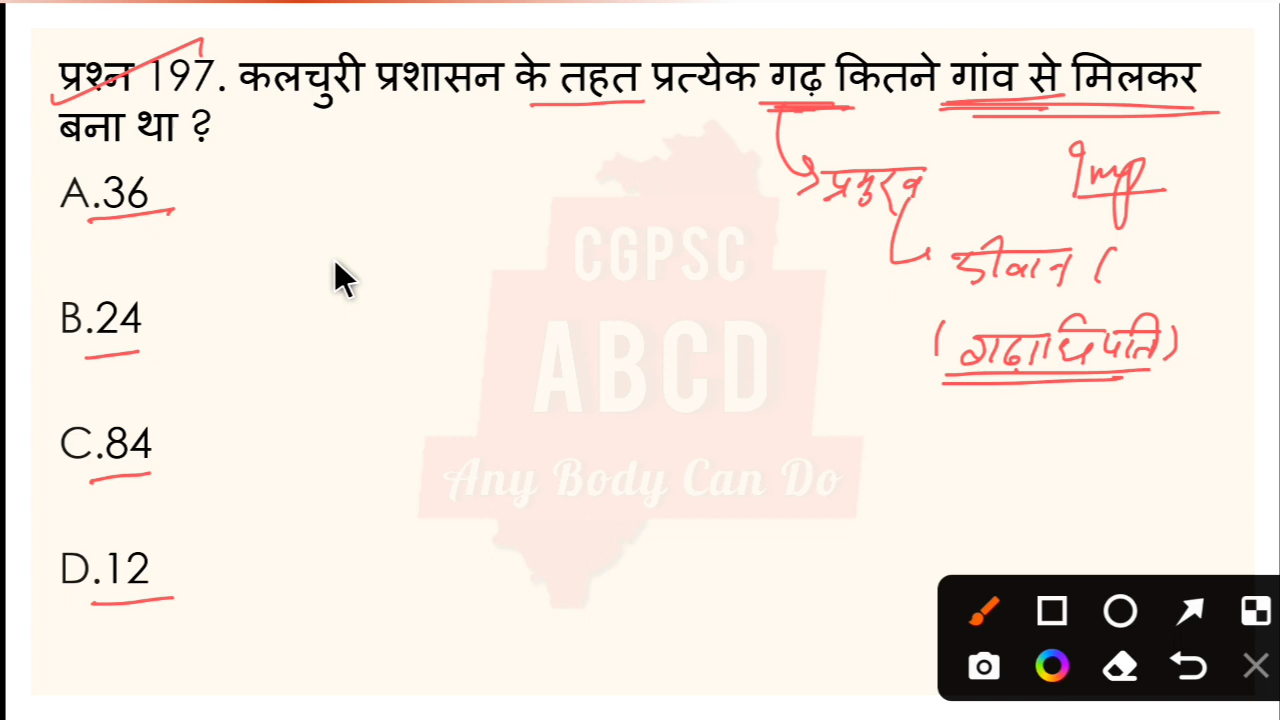 प्रश्न 197. कलचुरी प्रशासन के तहत प्रत्येक गढ़ कितने गांव से मिलकर
बना था ?
A.36
B.24
C.84
D.12
प्रमुख
Imp
दीवान (
(गढ़ाधिपति)
CGPSC
ABCD
Any Body Can Do